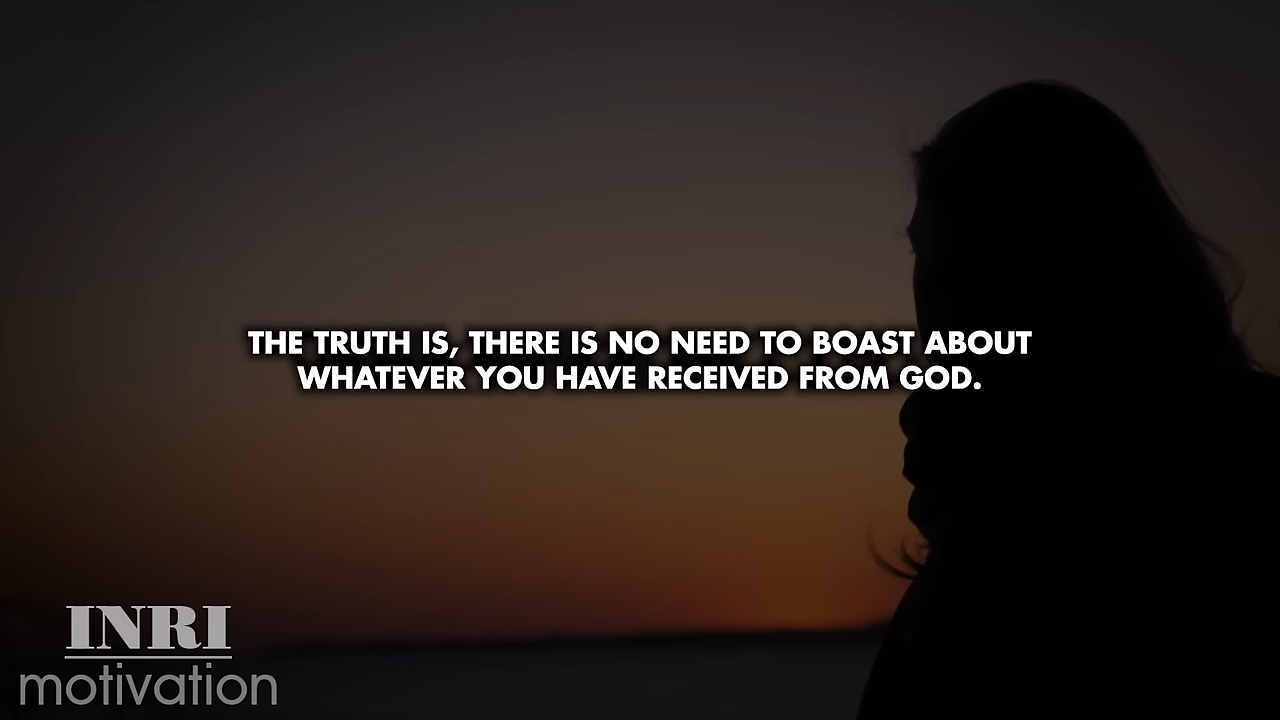 THE TRUTH IS, THERE IS NO NEED TO BOAST ABOUT
WHATEVER YOU HAVE RECEIVED FROM GOD.
INRI
motivation